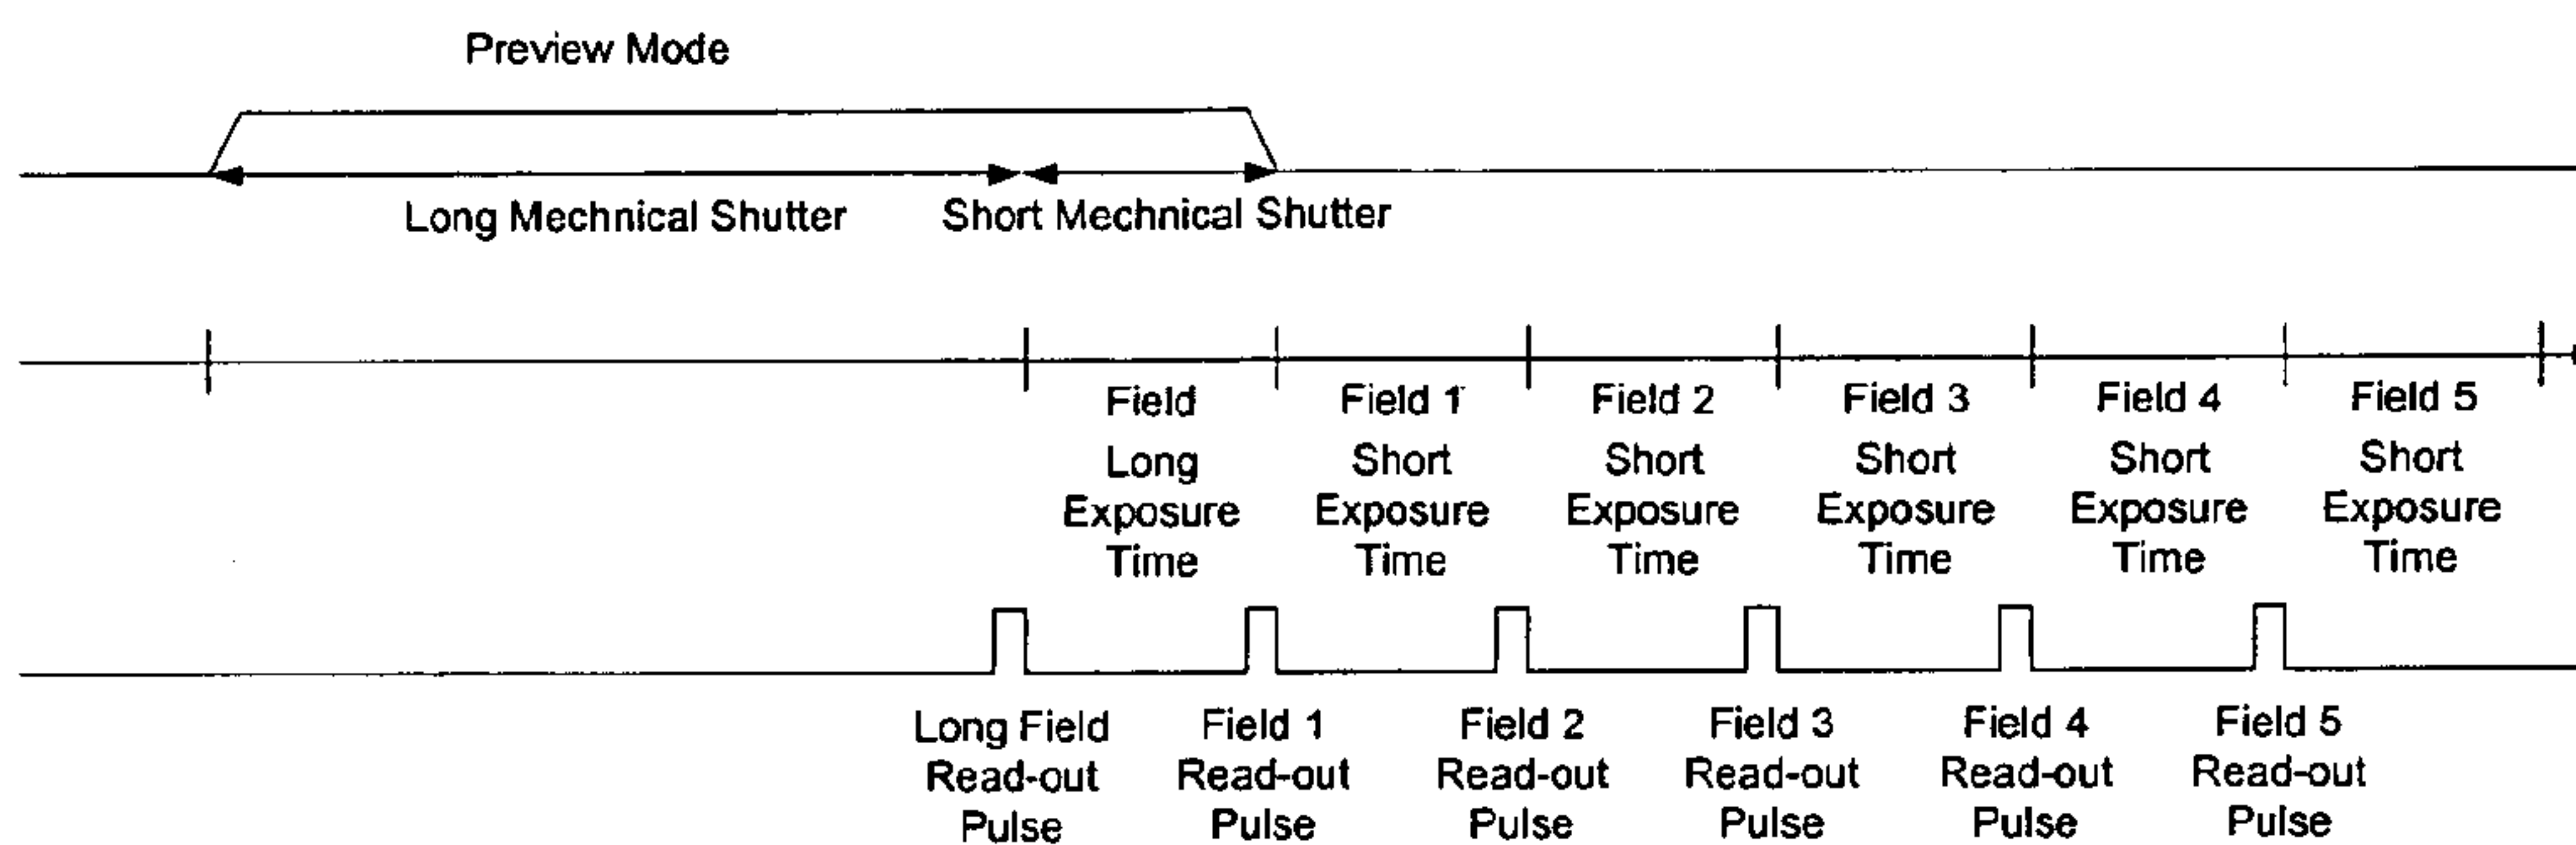 Preview Mode
Long Mechnical Shutter
Short Mechnical Shutter
Field
Long
Exposure
Time
Field 1
Short
Exposure
Time
Field 2
Short
Exposure
Time
Field 3
Short
Exposure
Time
Field 4
Short
Exposure
Time
Field 5
Short
Exposure
Time
Long Field
Read-out
Pulse
Field 1
Read-out
Pulse
Field 2
Read-out
Pulse
Field 3
Read-out
Pulse
Field 4
Read-out
Pulse
Field 5
Read-out
Pulse